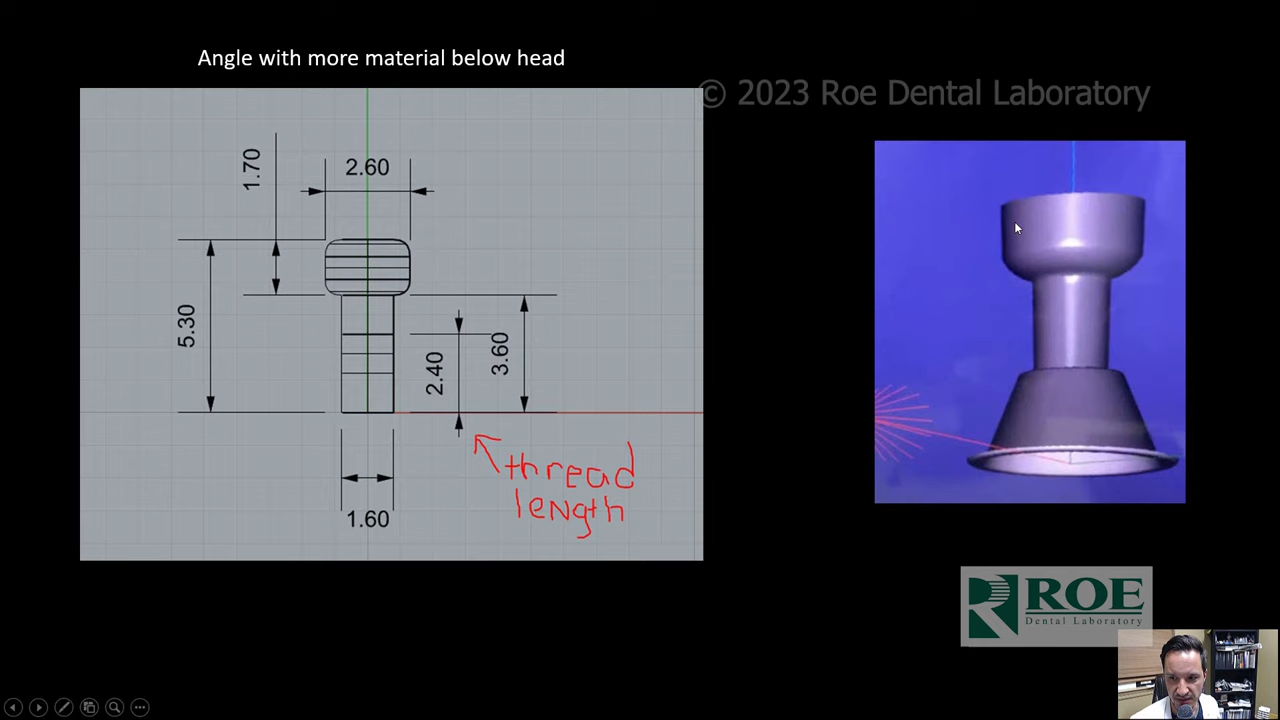 Angle with more material below head
© 2023 Roe Dental Laboratory
1.70
2.60
5.30
2.40
3.60
1.60
thread
length
ROE
Dental Laboratory